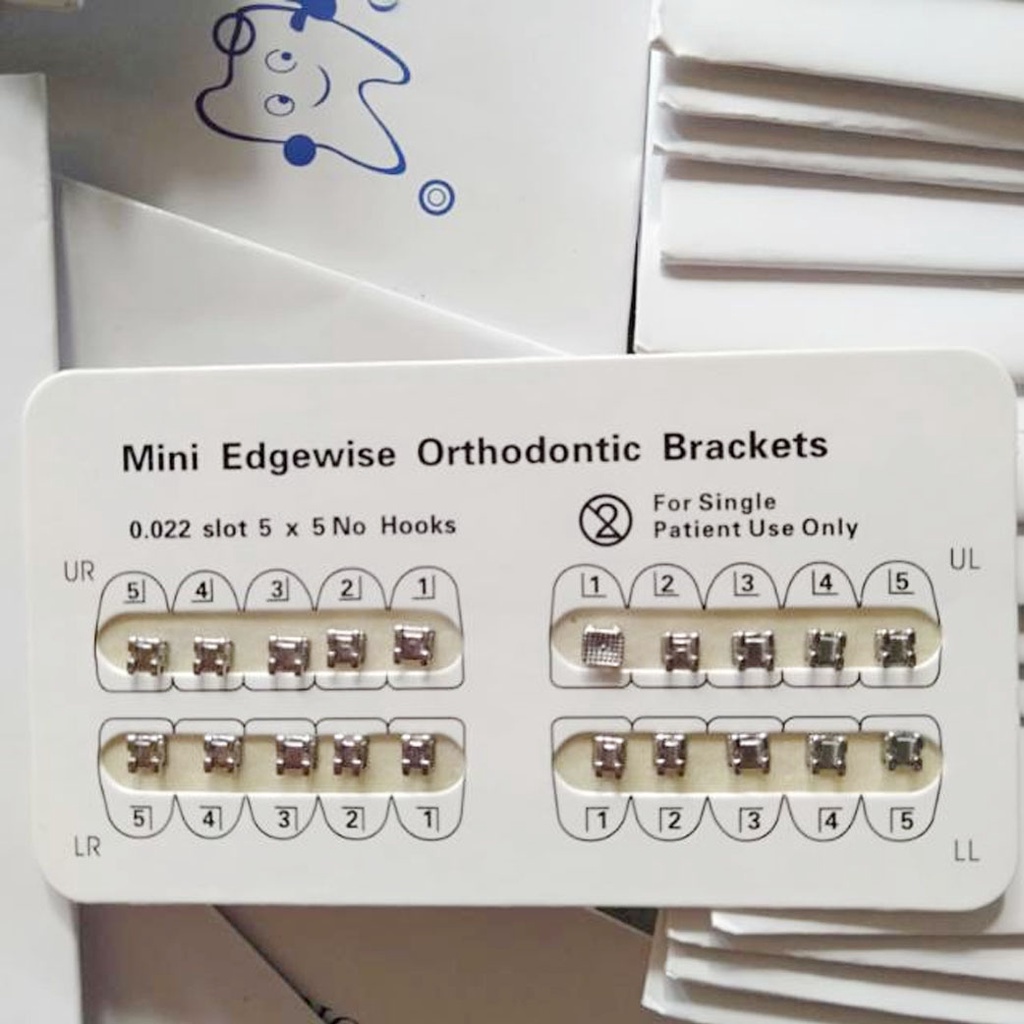 Mini Edgewise Orthodontic Brackets
0.022 slot 5 x 5 No Hooks
For Single
Patient Use Only
UR
UL
5 4 3 2 1
1 2 3 4 5
5 4 3 2 1
1 2 3 4 5
LR
LL